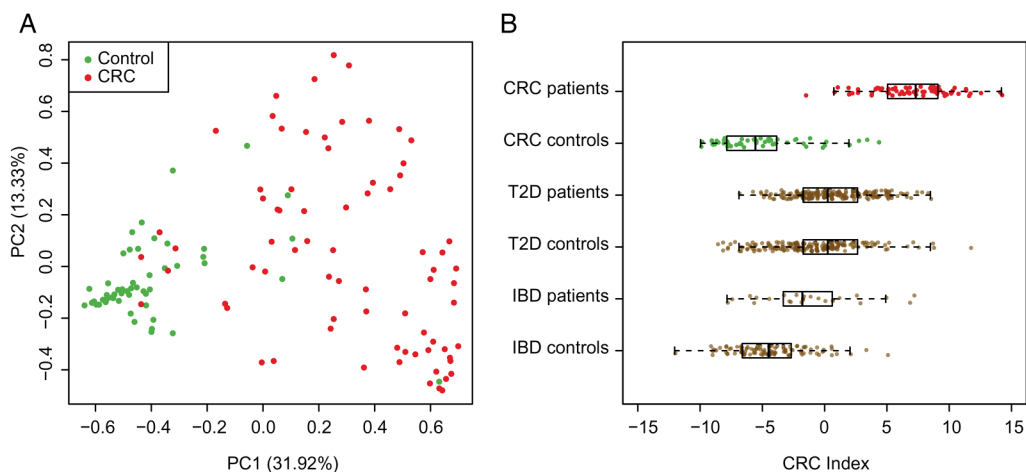 A
Control
CRC
0.8
0.6
0.4
0.2
0.0
−0.2
−0.4
PC2 (13.33%)
−0.6
−0.4
−0.2
0.0
0.2
0.4
0.6
PC1 (31.92%)
B
CRC patients
CRC controls
T2D patients
T2D controls
IBD patients
IBD controls
−15
−10
−5
0
5
10
15
CRC Index